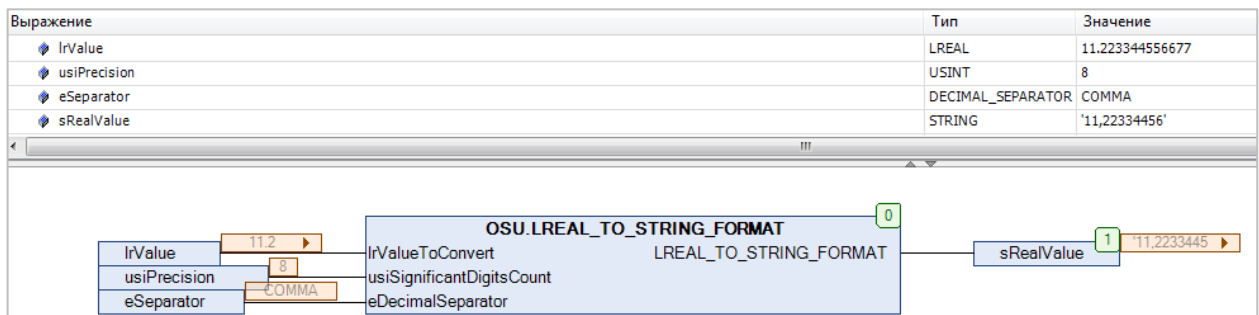 Выражение Тип Значение
lrValue LREAL 11.223344556677
usiPrecision USINT 8
eSeparator DECIMAL_SEPARATOR COMMA
sRealValue STRING '11,22334456'
0
OSU.LREAL_TO_STRING_FORMAT
lrValue 11.2 lrValueToConvert LREAL_TO_STRING_FORMAT sRealValue 1 '11,2233445
usiPrecision 8 usiSignificantDigitsCount
eSeparator COMMA eDecimalSeparator